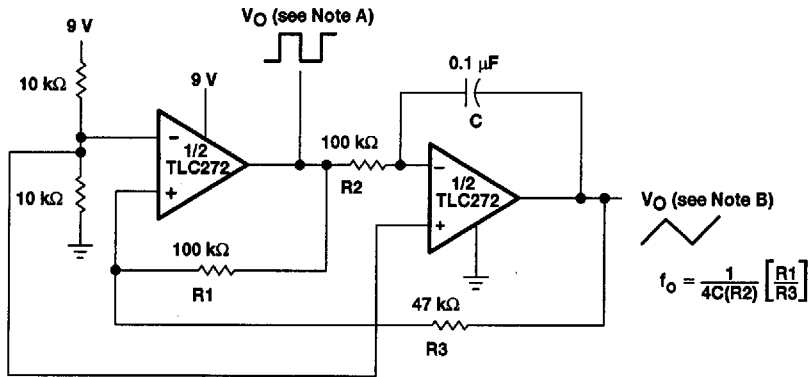 VO (see Note A)
9 V
10 kΩ
9 V
0.1 μF
C
−
1/2
TLC272
+
100 kΩ
R2
−
1/2
TLC272
+
10 kΩ
VO (see Note B)
100 kΩ
R1
fO = 1/4C(R2) [R1/R3]
47 kΩ
R3